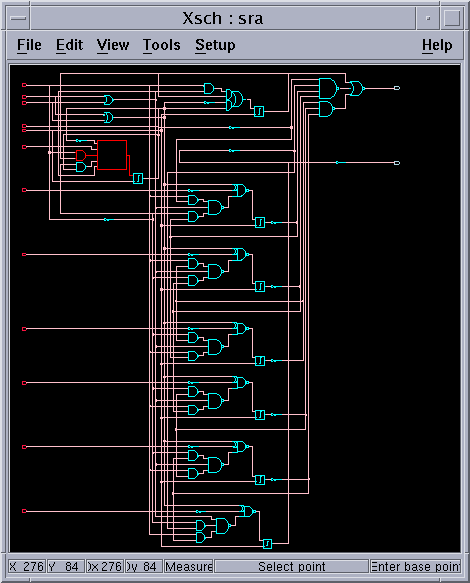 Xsch : sra
File Edit View Tools Setup Help
X 276 Y 84 Dx 276 Dy 84 Measure Select point Enter base point